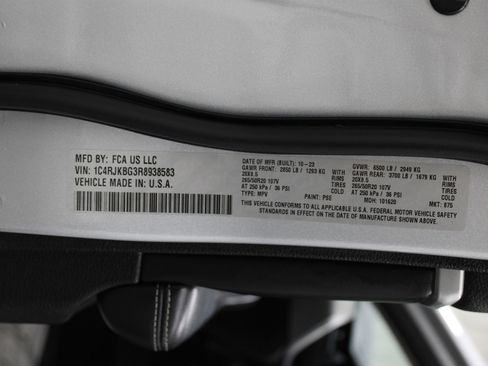 MFD BY: FCA US LLC
VIN: 1C4RJKBG3R8938583
VEHICLE MADE IN U.S.A.
DATE OF MFR (BUILT): 10-23
GVWR: 6500 LB / 2949 KG
GAWR FRONT: 2850 LB / 1293 KG WITH
GAWR REAR: 3700 LB / 1679 KG WITH
20X8.5 RIMS
20X8.5 RIMS
265/50R20 107V TIRES
265/50R20 107V TIRES
AT 250 kPa / 36 PSI
AT 250 kPa / 36 PSI
TYPE: MPV PAINT: PSE MDH: 101620 MKT: 875
THIS VEHICLE CONFORMS TO ALL APPLICABLE U.S.A. FEDERAL MOTOR VEHICLE SAFETY
STANDARDS IN EFFECT ON THE DATE OF MANUFACTURE SHOWN ABOVE.